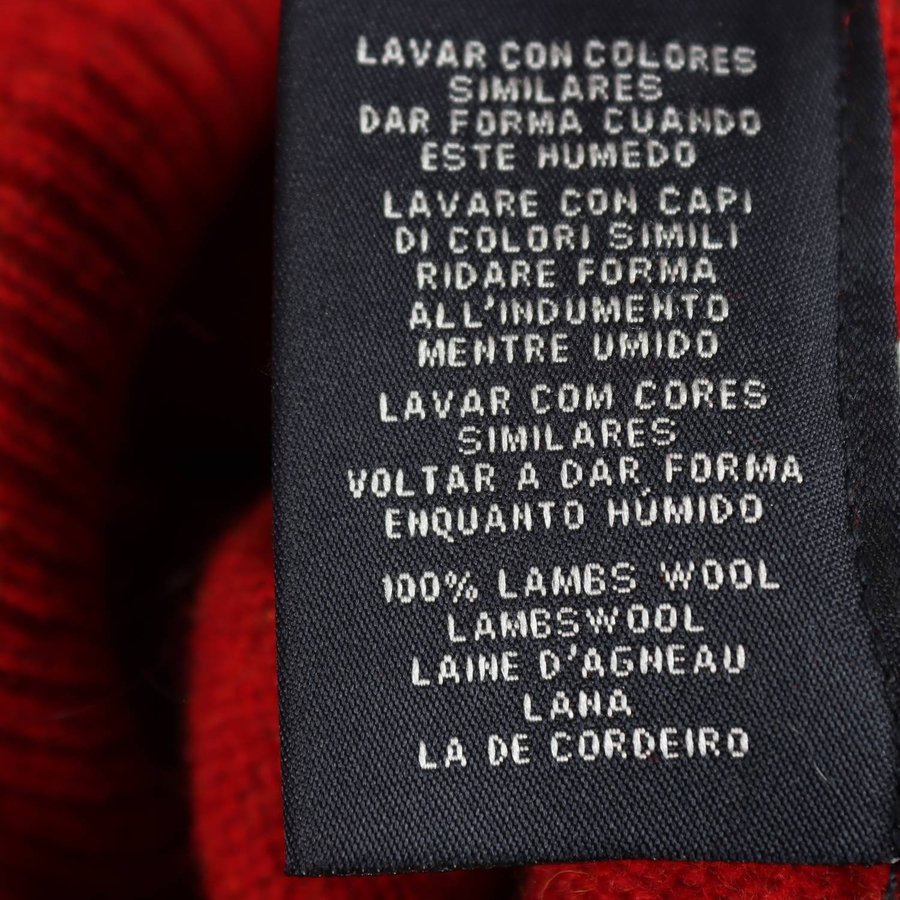 LAVAR CON COLORES
SIMILARES
DAR FORMA CUANDO
ESTE HUMEDO
LAVARE CON CAPI
DI COLORI SIMILI
RIDARE FORMA
ALL'INDUMENTO
MENTRE UMIDO
LAVAR COM CORES
SIMILARES
VOLTAR A DAR FORMA
ENQUANTO HÚMIDO
100% LAMBS WOOL
LAMBSWOOL
LAINE D'AGNEAU
LANA
LA DE CORDEIRO